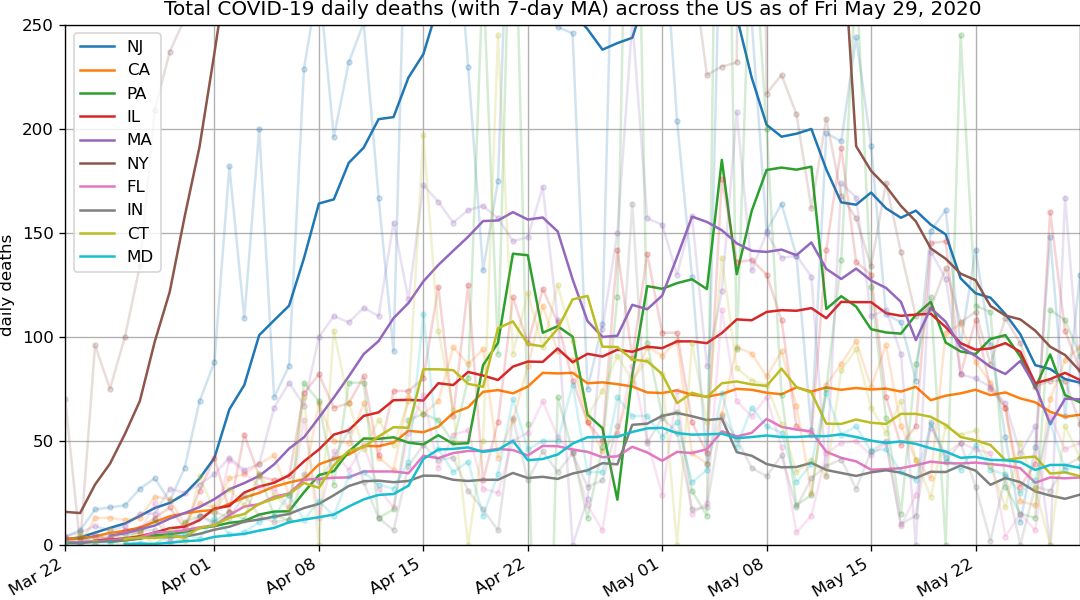 Total COVID-19 daily deaths (with 7-day MA) across the US as of Fri May 29, 2020
daily deaths
250
200
150
100
50
0
NJ
CA
PA
IL
MA
NY
FL
IN
CT
MD
Mar 22
Apr 01
Apr 08
Apr 15
Apr 22
May 01
May 08
May 15
May 22